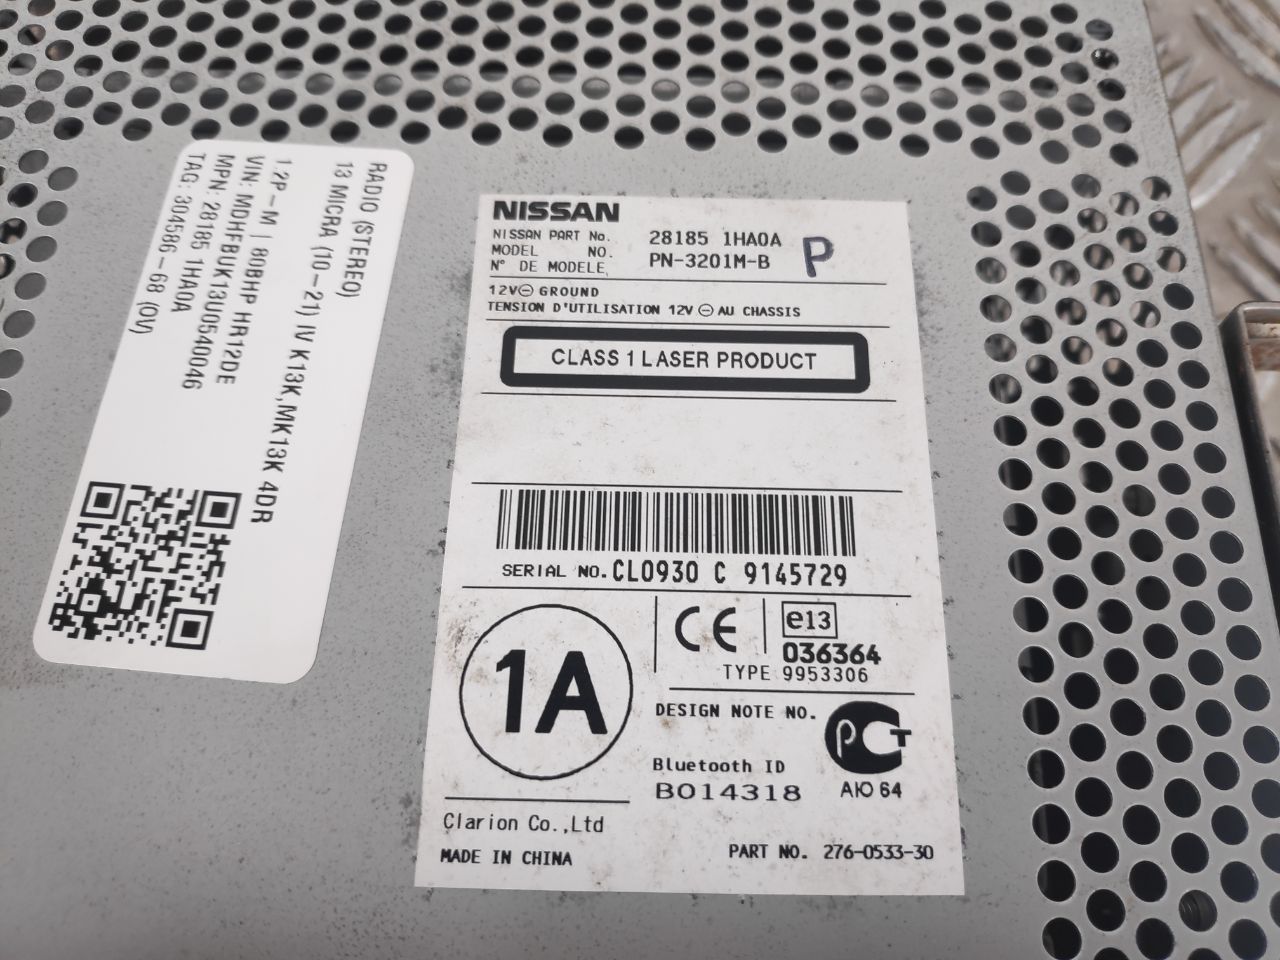 RADIO (STEREO)
13 MICRA (10-21) IV K13K,MK13K 4DR
1.2P-M | 80BHP HR12DE
VIN: MDHFBUK13U0540046
MPN: 28185 1HA0A
TAG: 304586-68 (OV)
NISSAN
NISSAN PART No. 28185 1HA0A
MODEL NO. PN-3201M-B
N° DE MODELE
P
12V⊖ GROUND
TENSION D'UTILISATION 12V ⊖ AU CHASSIS
CLASS 1 LASER PRODUCT
SERIAL NO. CL0930 C 9145729
1A
CE
e13
036364
TYPE 9953306
DESIGN NOTE NO.
PCT
Bluetooth ID
B014318
АЮ 64
Clarion Co.,Ltd
MADE IN CHINA
PART NO. 276-0533-30